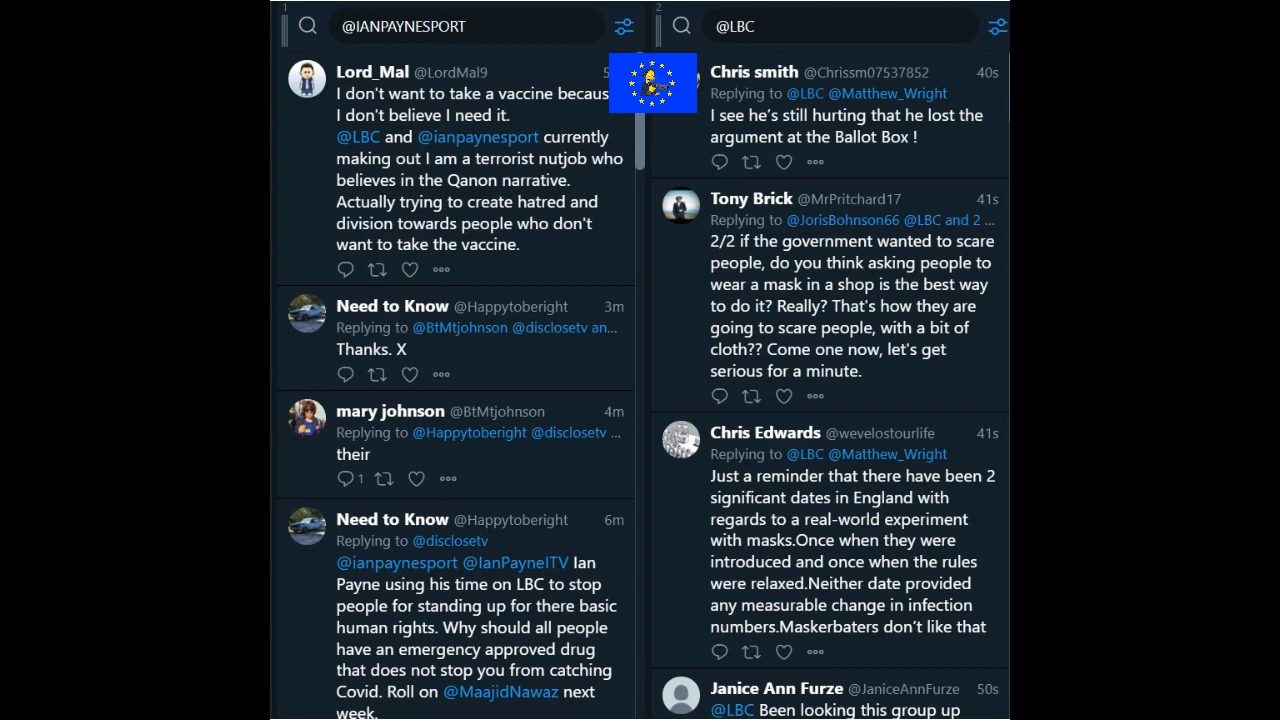 1
@IANPAYNESPORT
Lord_Mal @LordMal9 5
I don't want to take a vaccine becau
I don't believe I need it.
@LBC and @ianpaynesport currently
making out I am a terrorist nutjob who
believes in the Qanon narrative.
Actually trying to create hatred and
division towards people who don't
want to take the vaccine.
Need to Know @Happytoberight 3m
Replying to @BtMtjohnson @disclosetv an...
Thanks. X
mary johnson @BtMtjohnson 4m
Replying to @Happytoberight @disclosetv ...
their
1
Need to Know @Happytoberight 6m
Replying to @disclosetv
@ianpaynesport @IanPayneITV Ian
Payne using his time on LBC to stop
people for standing up for there basic
human rights. Why should all people
have an emergency approved drug
that does not stop you from catching
Covid. Roll on @MaajidNawaz next
week.
2
@LBC
Chris smith @Chrissm07537852 40s
Replying to @LBC @Matthew_Wright
I see he's still hurting that he lost the
argument at the Ballot Box !
Tony Brick @MrPritchard17 41s
Replying to @JorisBohnson66 @LBC and 2 ...
2/2 if the government wanted to scare
people, do you think asking people to
wear a mask in a shop is the best way
to do it? Really? That's how they are
going to scare people, with a bit of
cloth?? Come one now, let's get
serious for a minute.
Chris Edwards @wevelostourlife 41s
Replying to @LBC @Matthew_Wright
Just a reminder that there have been 2
significant dates in England with
regards to a real-world experiment
with masks.Once when they were
introduced and once when the rules
were relaxed.Neither date provided
any measurable change in infection
numbers.Maskerbaters don't like that
Janice Ann Furze @JaniceAnnFurze 50s
@LBC Been looking this group up